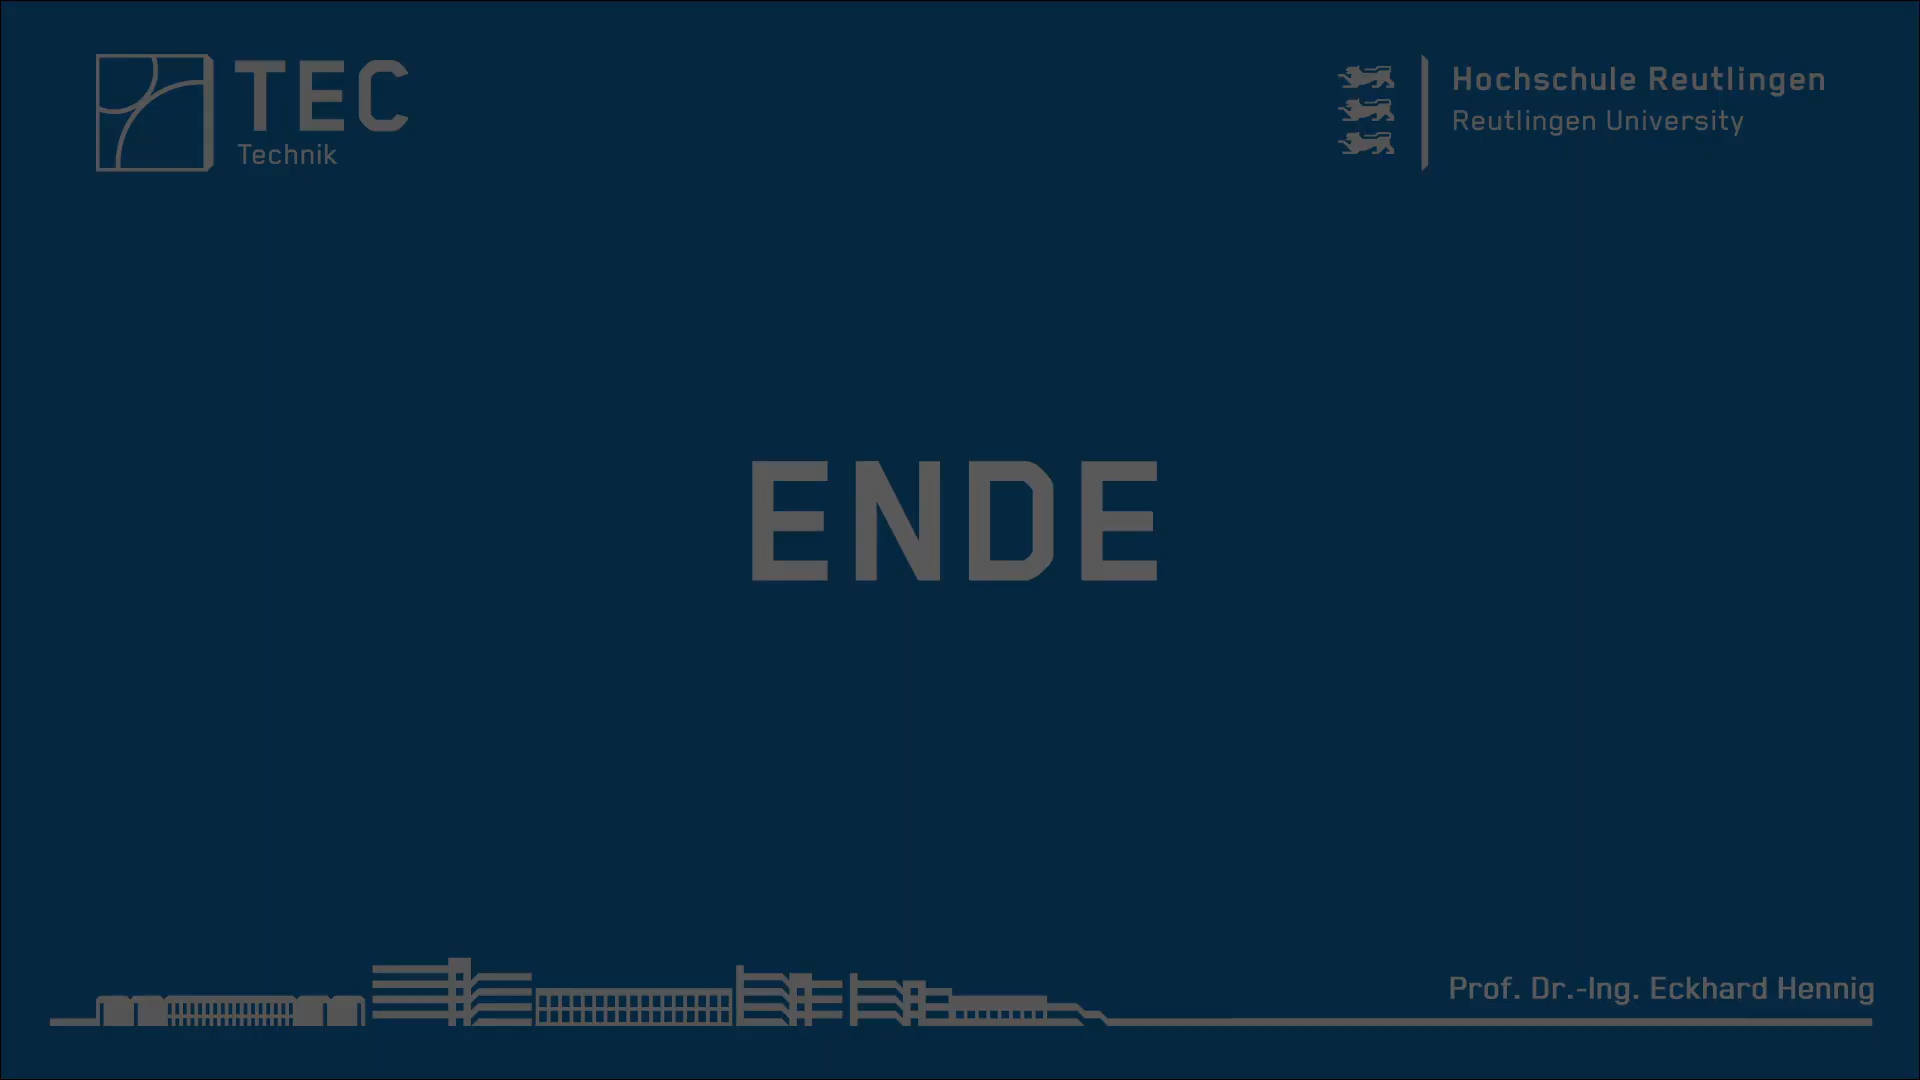 TEC
Technik
Hochschule Reutlingen
Reutlingen University
ENDE
Prof. Dr.-Ing. Eckhard Hennig